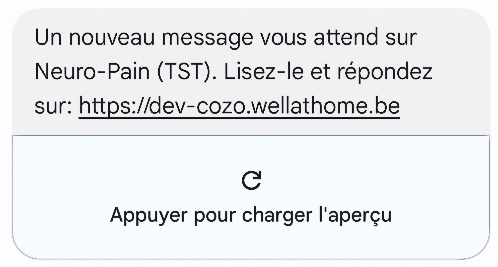 Un nouveau message vous attend sur
Neuro-Pain (TST). Lisez-le et répondez
sur: https://dev-cozo.wellathome.be
Appuyer pour charger l'aperçu